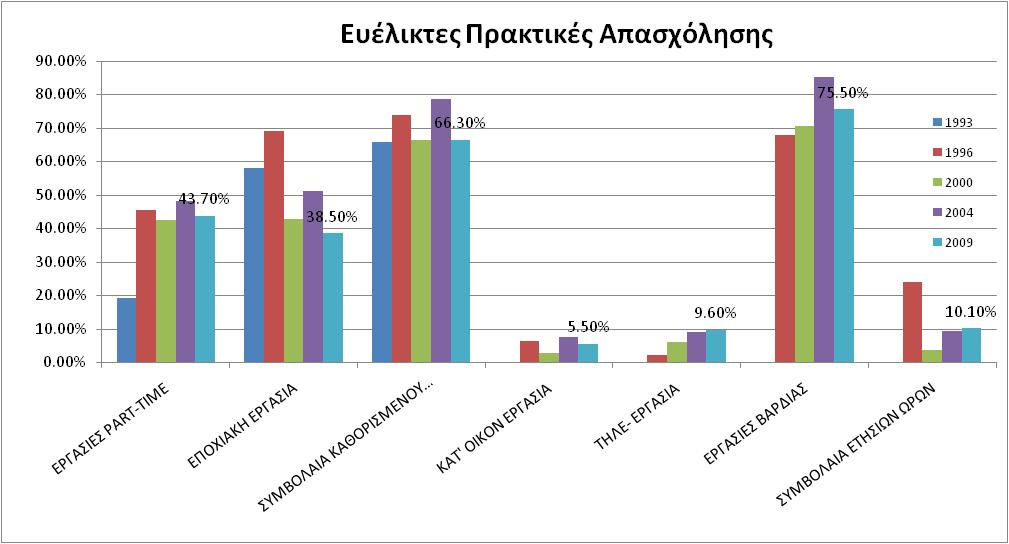 Ευέλικτες Πρακτικές Απασχόλησης
90.00%
80.00%
70.00%
60.00%
50.00%
40.00%
30.00%
20.00%
10.00%
0.00%
43.70%
38.50%
66.30%
5.50%
9.60%
75.50%
10.10%
1993
1996
2000
2004
2009
ΕΡΓΑΣΙΕΣ PART-TIME
ΕΠΟΧΙΑΚΗ ΕΡΓΑΣΙΑ
ΣΥΜΒΟΛΑΙΑ ΚΑΘΟΡΙΣΜΕΝΟΥ...
ΚΑΤ' ΟΙΚΟΝ ΕΡΓΑΣΙΑ
ΤΗΛΕ- ΕΡΓΑΣΙΑ
ΕΡΓΑΣΙΕΣ ΒΑΡΔΙΑΣ
ΣΥΜΒΟΛΑΙΑ ΕΤΗΣΙΩΝ ΩΡΩΝ